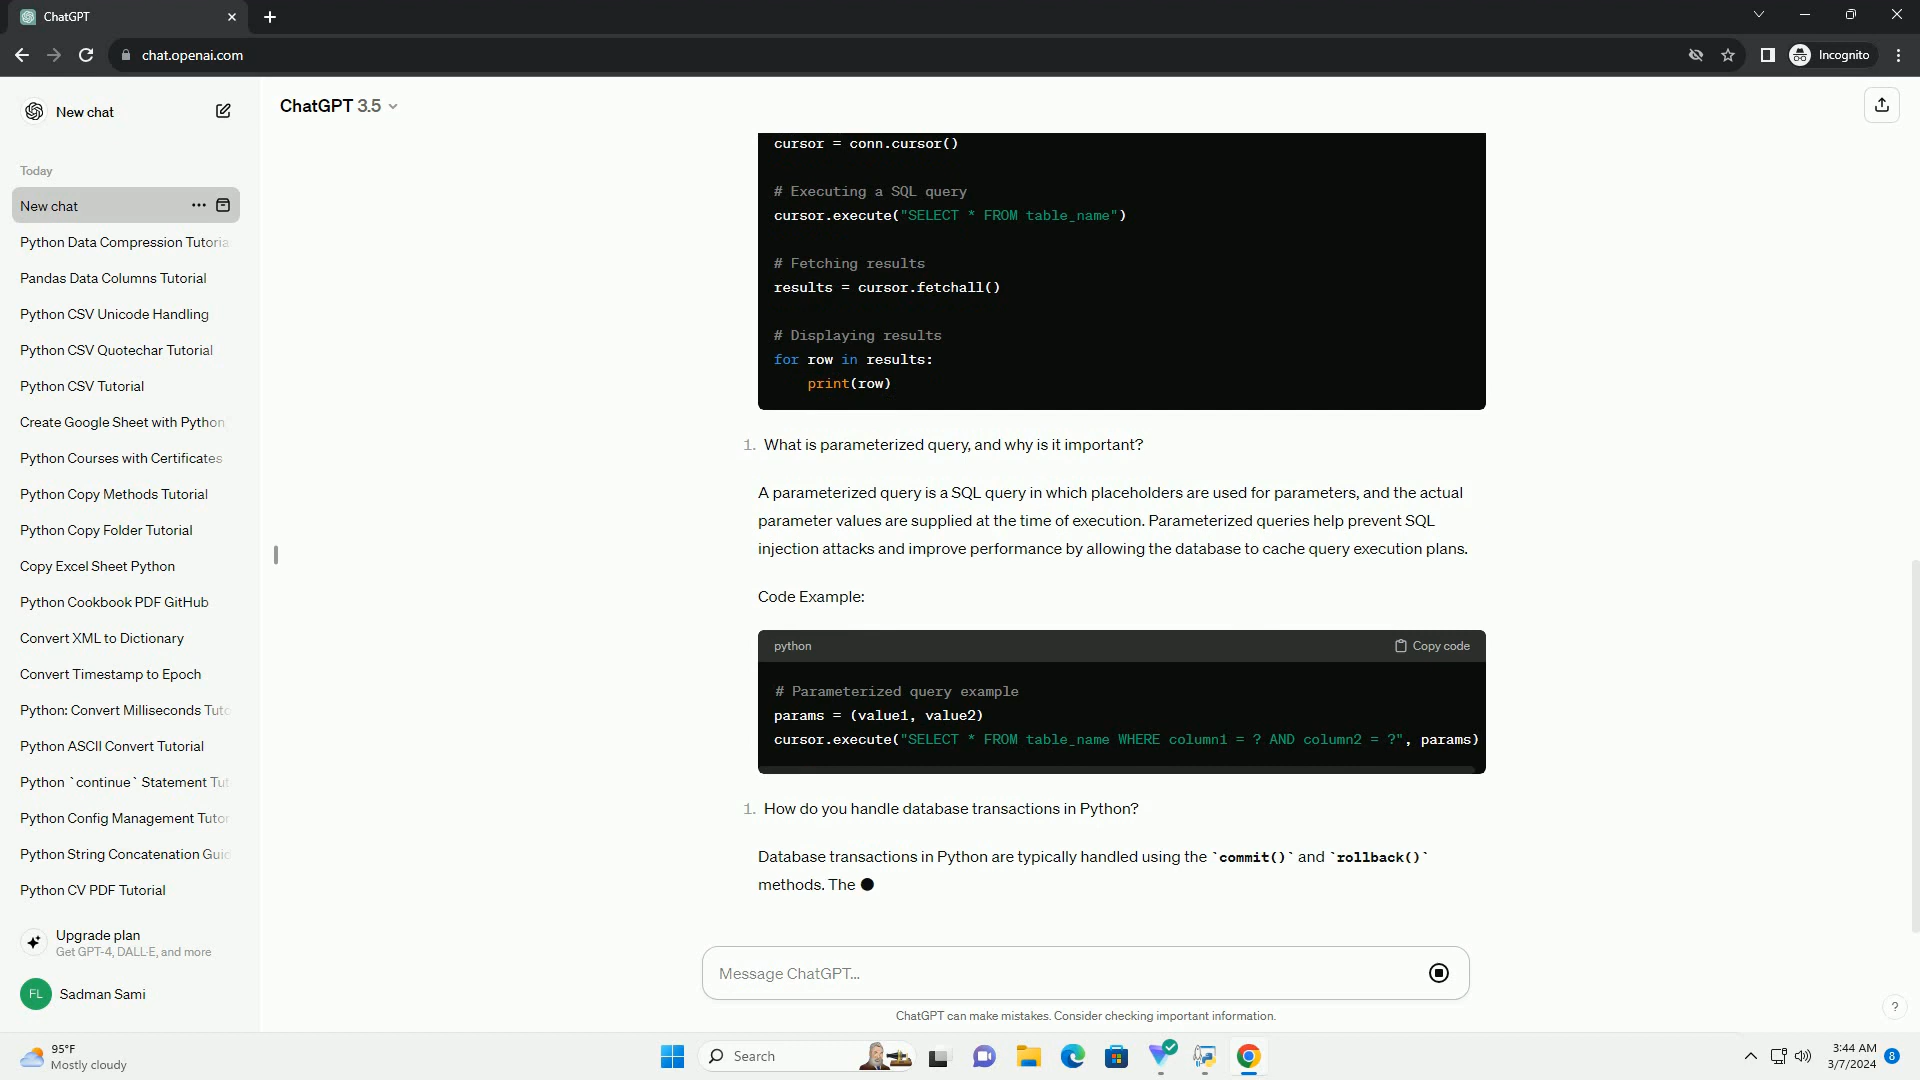 ChatGPT
chat.openai.com
Incognito
New chat
ChatGPT 3.5
Today
New chat
Python Data Compression Tutoria
Pandas Data Columns Tutorial
Python CSV Unicode Handling
Python CSV Quotechar Tutorial
Python CSV Tutorial
Create Google Sheet with Python
Python Courses with Certificates
Python Copy Methods Tutorial
Python Copy Folder Tutorial
Copy Excel Sheet Python
Python Cookbook PDF GitHub
Convert XML to Dictionary
Convert Timestamp to Epoch
Python: Convert Milliseconds Tuto
Python ASCII Convert Tutorial
Python `continue` Statement Tut
Python Config Management Tutor
Python String Concatenation Guid
Python CV PDF Tutorial
Upgrade plan
Get GPT-4, DALL·E, and more
FL Sadman Sami
cursor = conn.cursor()
# Executing a SQL query
cursor.execute("SELECT * FROM table_name")
# Fetching results
results = cursor.fetchall()
# Displaying results
for row in results:
print(row)
1. What is parameterized query, and why is it important?
A parameterized query is a SQL query in which placeholders are used for parameters, and the actual
parameter values are supplied at the time of execution. Parameterized queries help prevent SQL
injection attacks and improve performance by allowing the database to cache query execution plans.
Code Example:
python
Copy code
# Parameterized query example
params = (value1, value2)
cursor.execute("SELECT * FROM table_name WHERE column1 = ? AND column2 = ?", params)
1. How do you handle database transactions in Python?
Database transactions in Python are typically handled using the `commit()` and `rollback()`
methods. The
Message ChatGPT...
ChatGPT can make mistakes. Consider checking important information.
?
95°F
Mostly cloudy
Search
3:44 AM
3/7/2024
8